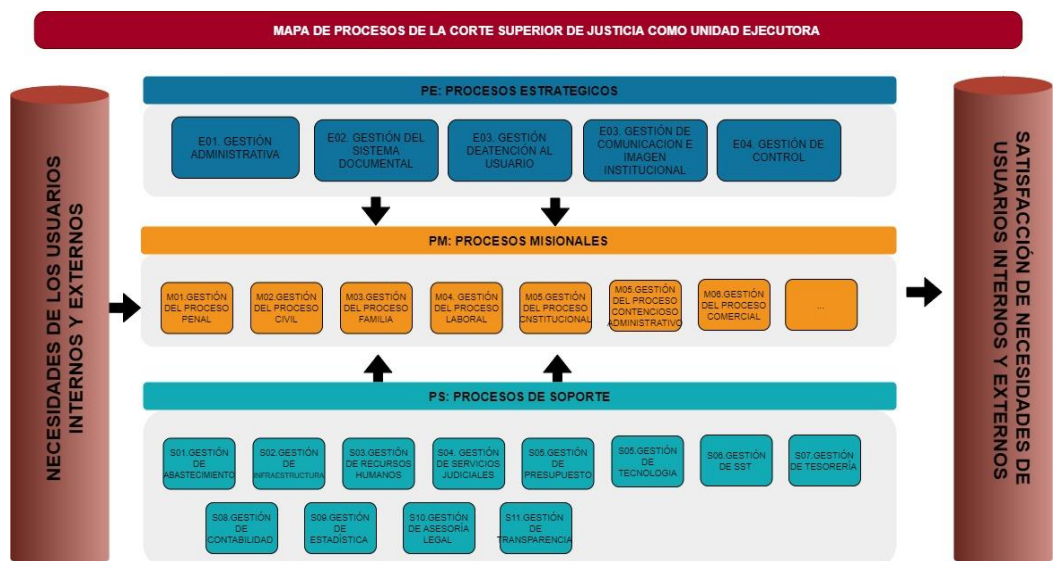 MAPA DE PROCESOS DE LA CORTE SUPERIOR DE JUSTICIA COMO UNIDAD EJECUTORA
NECESIDADES DE LOS USUARIOS
INTERNOS Y EXTERNOS
PE: PROCESOS ESTRATEGICOS
E01. GESTIÓN
ADMINISTRATIVA
E02. GESTIÓN DEL
SISTEMA
DOCUMENTAL
E03. GESTIÓN
DEATENCIÓN AL
USUARIO
E03. GESTIÓN DE
COMUNICACION E
IMAGEN
INSTITUCIONAL
E04. GESTIÓN DE
CONTROL
PM: PROCESOS MISIONALES
M01.GESTIÓN
DEL PROCESO
PENAL
M02.GESTIÓN
DEL PROCESO
CIVIL
M03.GESTIÓN
DEL PROCESO
FAMILIA
M04. GESTIÓN
DEL PROCESO
LABORAL
M05.GESTIÓN
DEL PROCESO
CNSTITUCIONAL
M05.GESTIÓN
DEL PROCESO
CONTENCIOSO
ADMINISTRATIVO
M06.GESTIÓN
DEL PROCESO
COMERCIAL
...
PS: PROCESOS DE SOPORTE
S01.GESTIÓN
DE
ABASTECIMIENTO
S02.GESTIÓN
DE
INFRAESTRUCTURA
S03.GESTIÓN
DE RECURSOS
HUMANOS
S04. GESTIÓN
DE SERVICIOS
JUDICIALES
S05.GESTIÓN
DE
PRESUPUESTO
S05.GESTIÓN
DE
TECNOLOGIA
S06.GESTIÓN
DE SST
S07.GESTIÓN
DE TESORERÍA
S08.GESTIÓN
DE
CONTABILIDAD
S09.GESTIÓN
DE
ESTADÍSTICA
S10.GESTIÓN
DE ASESORÍA
LEGAL
S11.GESTIÓN
DE
TRANSPARENCIA
SATISFACCIÓN DE NECESIDADES DE
USUARIOS INTERNOS Y EXTERNOS